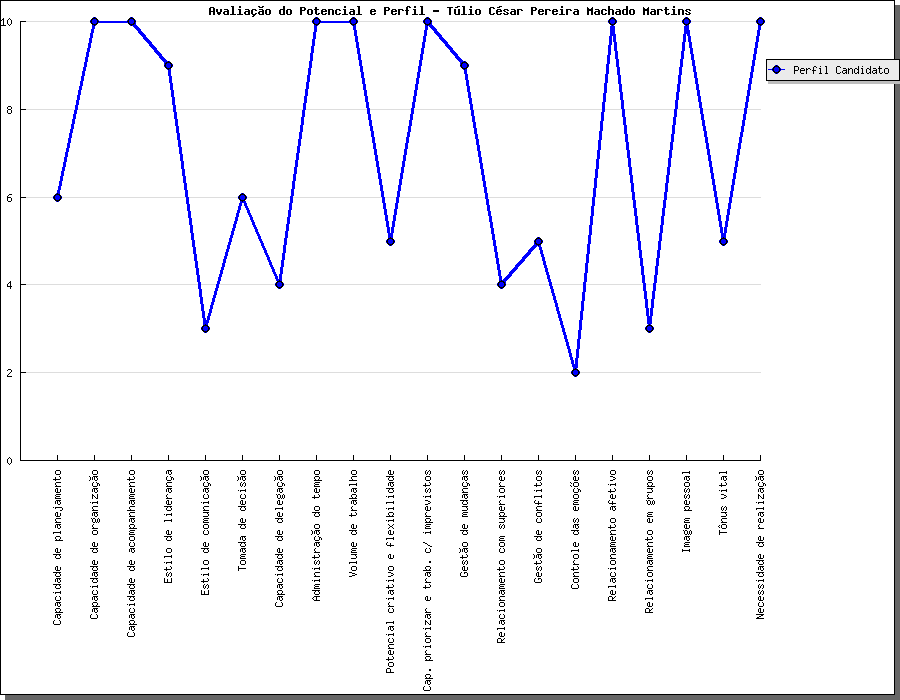 Avaliação do Potencial e Perfil - Túlio César Pereira Machado Martins
10
8
6
4
2
0
Perfil Candidato
Capacidade de planejamento
Capacidade de organização
Capacidade de acompanhamento
Estilo de liderança
Estilo de comunicação
Tomada de decisão
Capacidade de delegação
Administração do tempo
Volume de trabalho
Potencial criativo e flexibilidade
Cap. priorizar e trab. c/ imprevistos
Gestão de mudanças
Relacionamento com superiores
Gestão de conflitos
Controle das emoções
Relacionamento afetivo
Relacionamento em grupos
Imagem pessoal
Tônus vital
Necessidade de realização